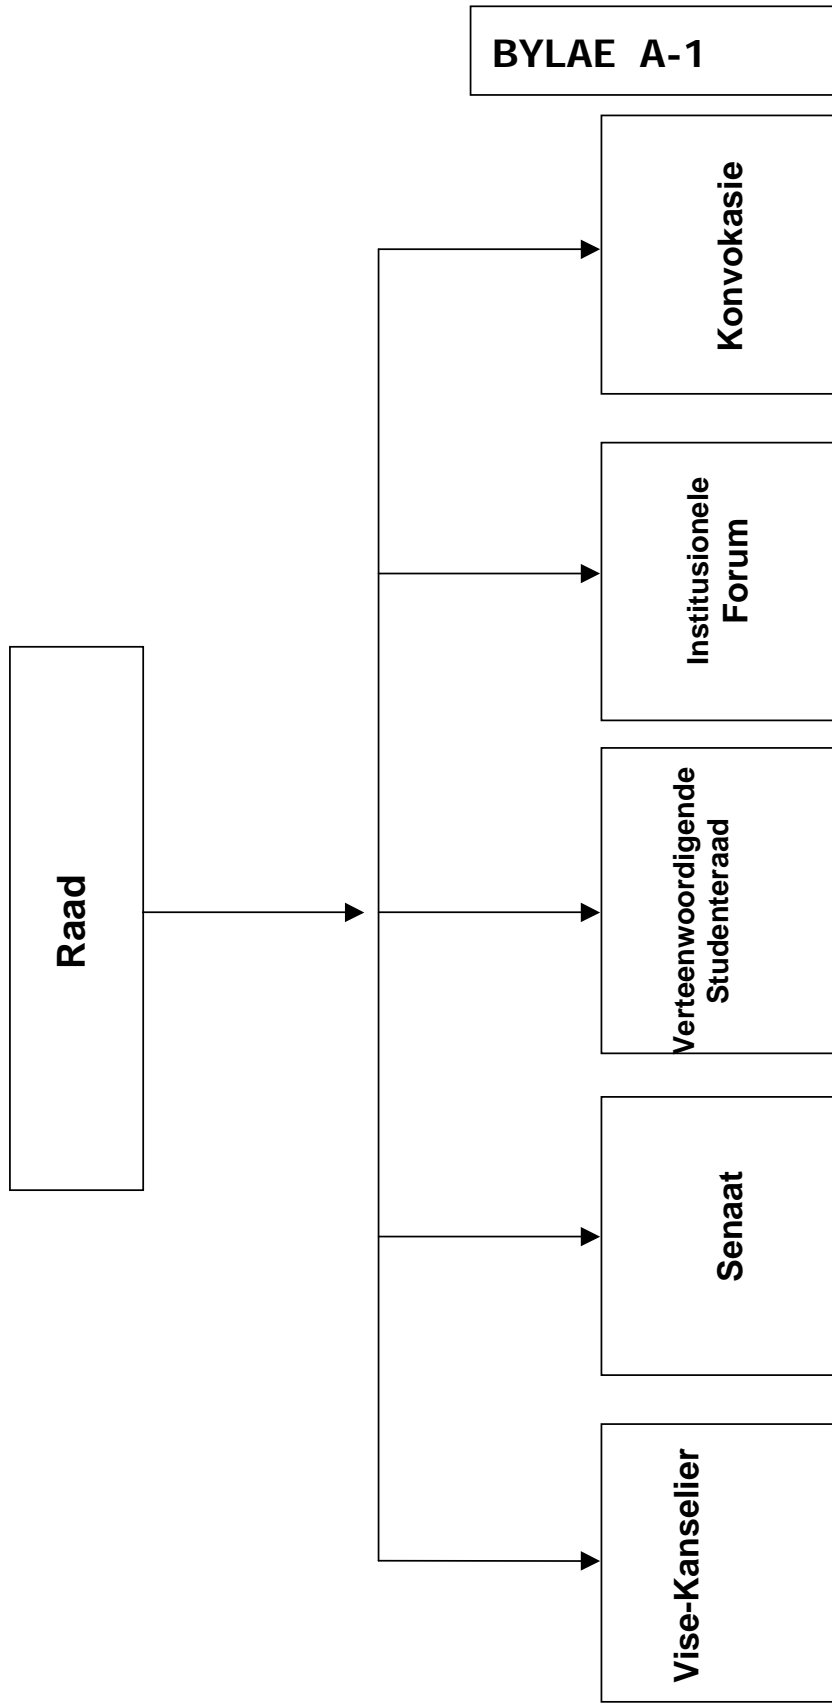 BYLAE A-1
Raad
Vise-Kanselier
Senaat
Verteenwoordigende
Studenteraad
Institusionele
Forum
Konvokasie